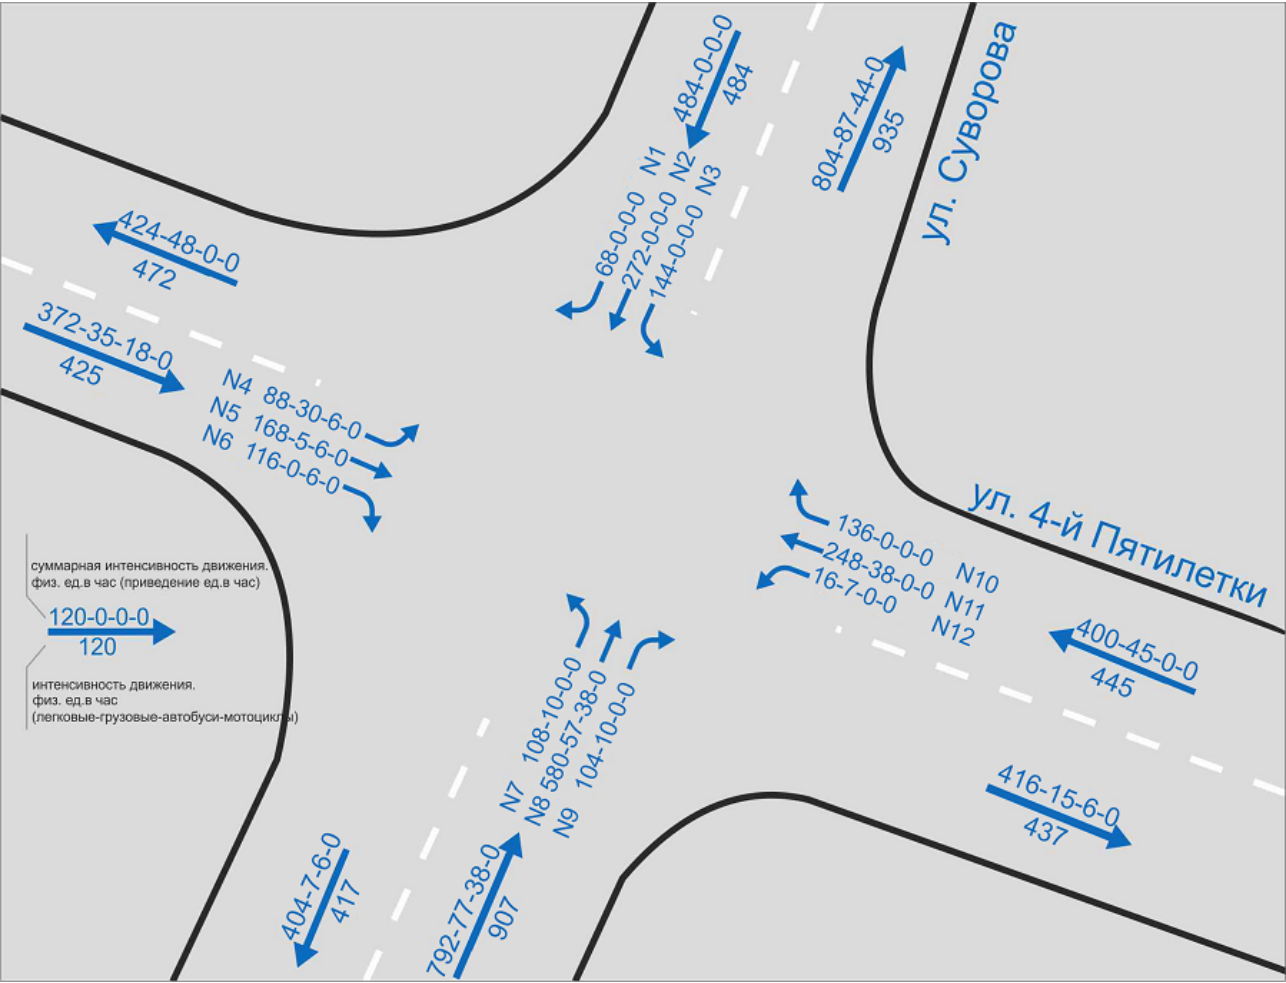 484-0-0-0
484
804-87-44-0
935
ул. Суворова
N1
N2
N3
68-0-0-0
272-0-0-0
144-0-0-0
424-48-0-0
472
372-35-18-0
425
N4 88-30-6-0
N5 168-5-6-0
N6 116-0-6-0
ул. 4-й Пятилетки
136-0-0-0 N10
248-38-0-0 N11
16-7-0-0 N12
400-45-0-0
445
суммарная интенсивность движения.
физ. ед.в час (приведение ед.в час)
120-0-0-0
120
интенсивность движения.
физ. ед.в час
(легковые-грузовые-автобуси-мотоциклы)
N7 108-10-0-0
N8 580-57-38-0
N9 104-10-0-0
416-15-6-0
437
404-7-6-0
417
792-77-38-0
907